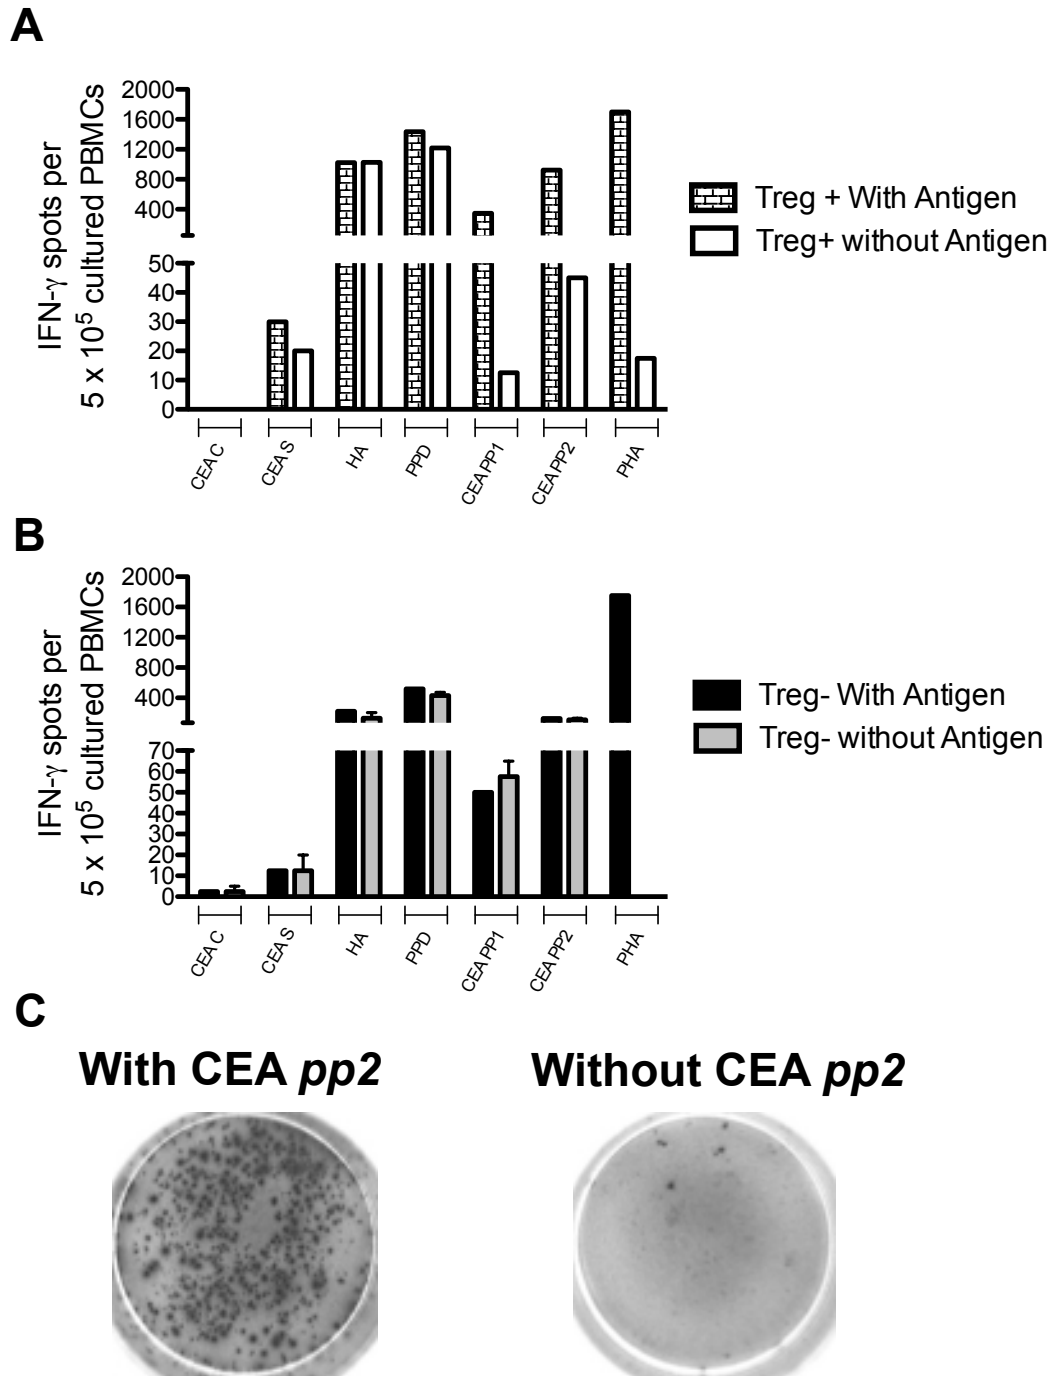 A
IFN-γ spots per
5 x 10⁵ cultured PBMCs
2000
1600
1200
800
400
50
40
30
20
10
0
CEA C
CEA S
HA
PPD
CEA PP1
CEA PP2
PHA
Treg + With Antigen
Treg+ without Antigen
B
IFN-γ spots per
5 x 10⁵ cultured PBMCs
2000
1600
1200
800
400
70
60
50
40
30
20
10
0
CEA C
CEA S
HA
PPD
CEA PP1
CEA PP2
PHA
Treg- With Antigen
Treg- without Antigen
C
With CEA pp2
Without CEA pp2